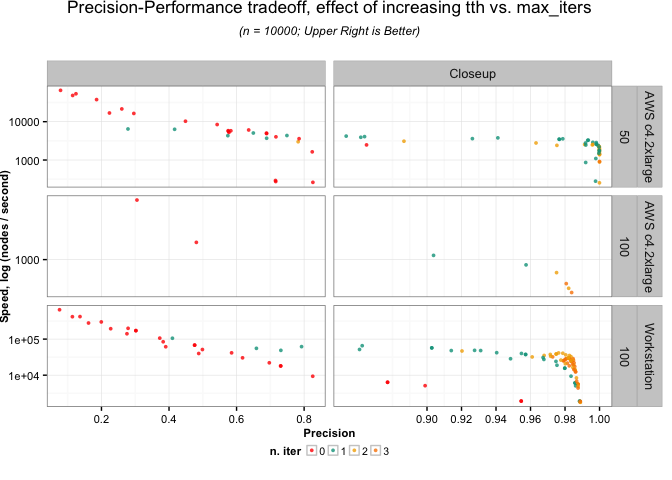 Precision-Performance tradeoff, effect of increasing tth vs. max_iters
(n = 10000; Upper Right is Better)
Closeup
10000
1000
AWS c4.2xlarge
50
1000
AWS c4.2xlarge
100
1e+05
1e+04
Workstation
100
Speed, log (nodes / second)
0.2 0.4 0.6 0.8 0.90 0.92 0.94 0.96 0.98 1.00
Precision
n. iter 0 1 2 3